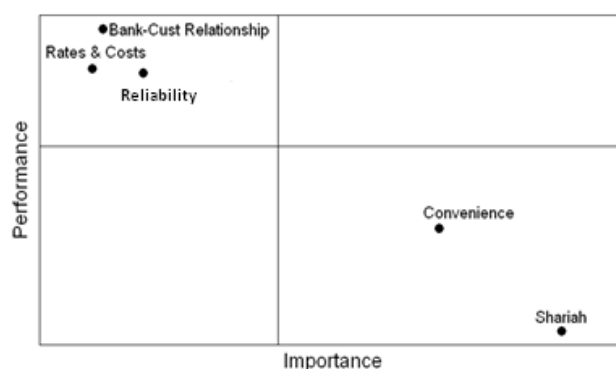 Bank-Cust Relationship
Rates & Costs
Reliability
Performance
Convenience
Shariah
Importance